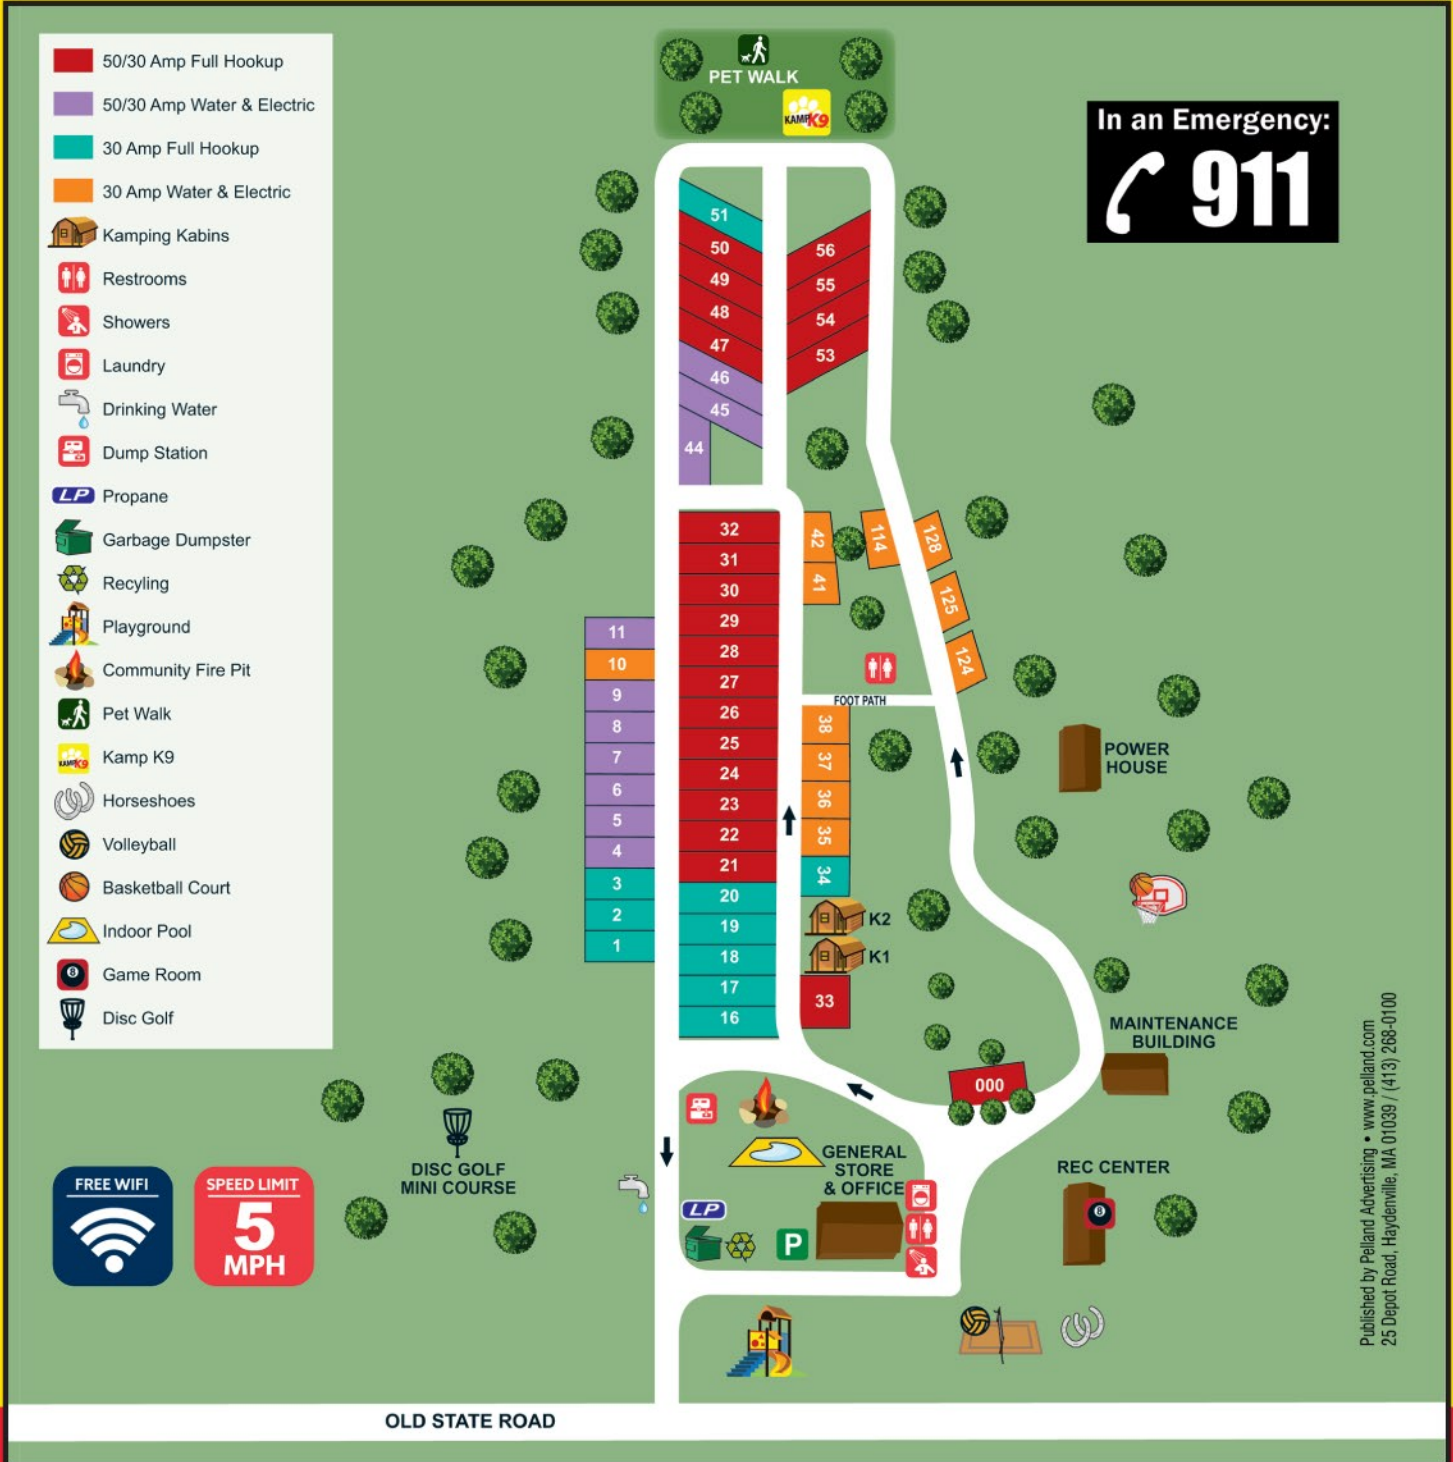 50/30 Amp Full Hookup
50/30 Amp Water & Electric
30 Amp Full Hookup
30 Amp Water & Electric
Kamping Kabins
Restrooms
Showers
Laundry
Drinking Water
Dump Station
LP Propane
Garbage Dumpster
Recyling
Playground
Community Fire Pit
Pet Walk
KAMP K9 Kamp K9
Horseshoes
Volleyball
Basketball Court
Indoor Pool
8 Game Room
Disc Golf
PET WALK
KAMP K9
In an Emergency:
911
51
50
49
48
47
46
45
44
56
55
54
53
32
31
30
29
28
27
26
25
24
23
22
21
20
19
18
17
16
42
41
114
128
125
124
FOOT PATH
11
10
9
8
7
6
5
4
3
2
1
38
37
36
35
34
K2
K1
33
000
POWER
HOUSE
MAINTENANCE
BUILDING
DISC GOLF
MINI COURSE
GENERAL
STORE
& OFFICE
LP
P
REC CENTER
8
FREE WIFI
SPEED LIMIT
5
MPH
OLD STATE ROAD
Published by Pelland Advertising • www.pelland.com
25 Depot Road, Haydenville, MA 01039 / (413) 268-0100